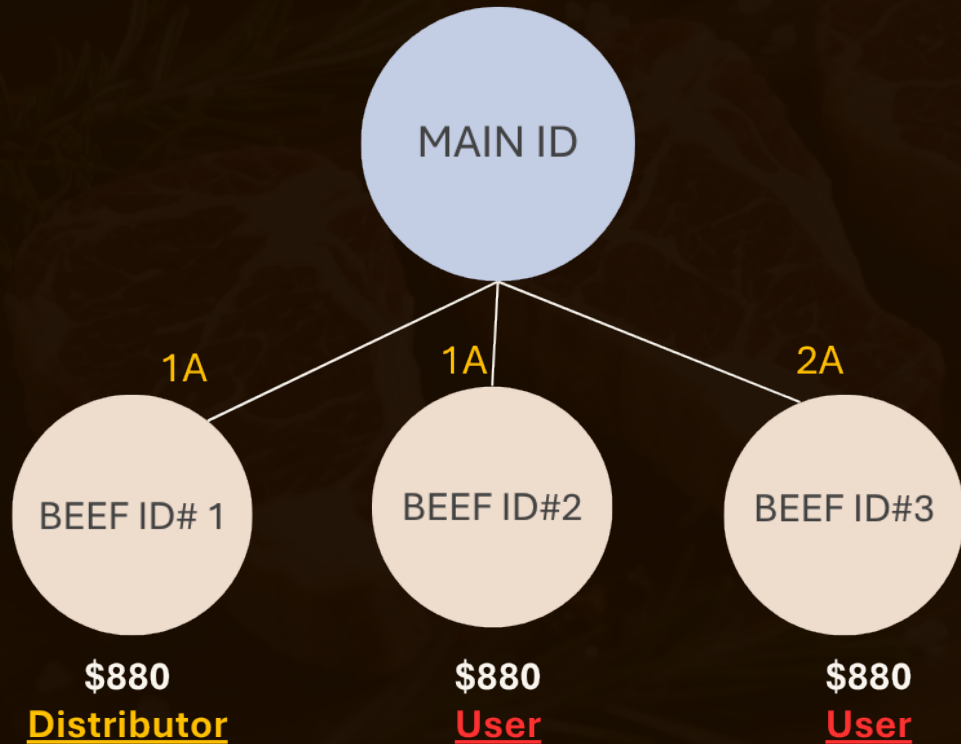 MAIN ID
1A
1A
2A
BEEF ID# 1
BEEF ID#2
BEEF ID#3
$880
$880
$880
Distributor
User
User